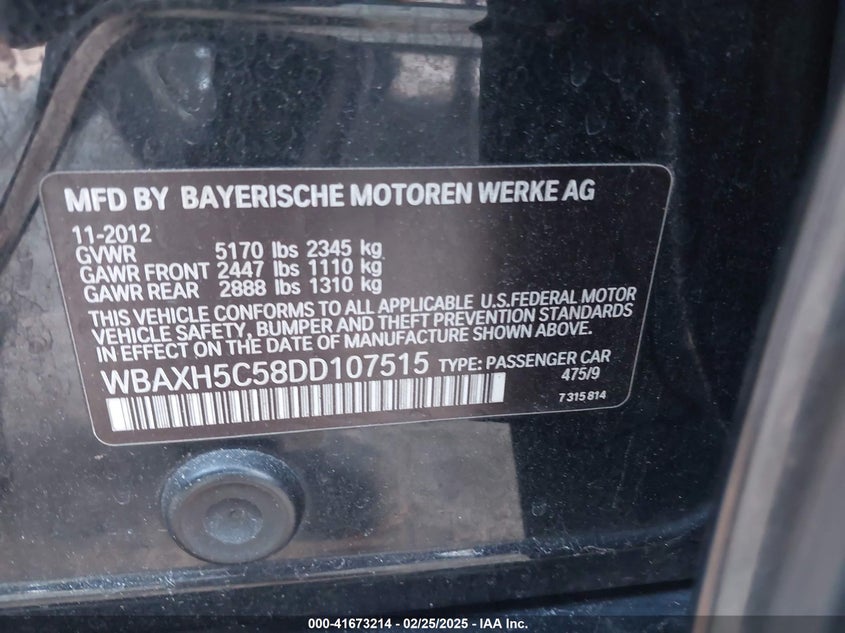 MFD BY BAYERISCHE MOTOREN WERKE AG
11-2012
GVWR 5170 lbs 2345 kg
GAWR FRONT 2447 lbs 1110 kg
GAWR REAR 2888 lbs 1310 kg
THIS VEHICLE CONFORMS TO ALL APPLICABLE U.S.FEDERAL MOTOR
VEHICLE SAFETY, BUMPER AND THEFT PREVENTION STANDARDS
IN EFFECT ON THE DATE OF MANUFACTURE SHOWN ABOVE.
WBAXH5C58DD107515 TYPE: PASSENGER CAR
475/9
7 315 814
000-41673214 - 02/25/2025 - IAA Inc.